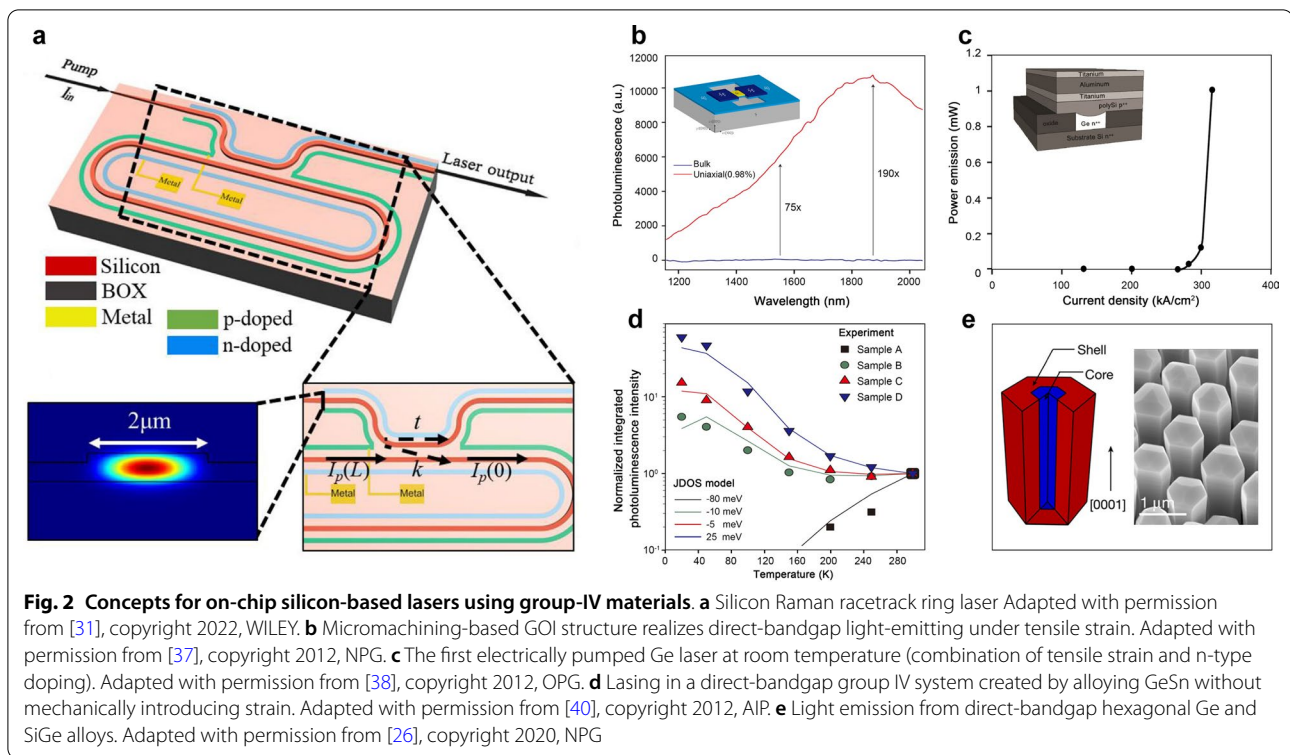 a
Pump
I_in
Laser output
Metal
Metal
Silicon
BOX
Metal
p-doped
n-doped
2μm
t
I_p(L)
k
I_p(0)
Metal
Metal
b
12000
11000
10000
8000
6000
4000
2000
0
Photoluminescence (a.u.)
Bulk
Uniaxial(0.98%)
75x
190x
1200
1400
1600
1800
2000
Wavelength (nm)
c
1.2
1
0.8
0.6
0.4
0.2
0
Power emission (mW)
Titanium
Aluminum
Titanium
polySi p++
oxide
Ge n++
Substrate Si n++
0
100
200
300
400
Current density (kA/cm²)
d
Normalized integrated
photoluminescence intensity
10¹
10⁰
10⁻¹
Experiment
Sample A
Sample B
Sample C
Sample D
JDOS model
-80 meV
-10 meV
-5 meV
25 meV
0
40
80
120
160
200
240
280
Temperature (K)
e
Shell
Core
[0001]
1 μm
Fig. 2 Concepts for on-chip silicon-based lasers using group-IV materials. a Silicon Raman racetrack ring laser Adapted with permission
from [31], copyright 2022, WILEY. b Micromachining-based GOI structure realizes direct-bandgap light-emitting under tensile strain. Adapted with
permission from [37], copyright 2012, NPG. c The first electrically pumped Ge laser at room temperature (combination of tensile strain and n-type
doping). Adapted with permission from [38], copyright 2012, OPG. d Lasing in a direct-bandgap group IV system created by alloying GeSn without
mechanically introducing strain. Adapted with permission from [40], copyright 2012, AIP. e Light emission from direct-bandgap hexagonal Ge and
SiGe alloys. Adapted with permission from [26], copyright 2020, NPG